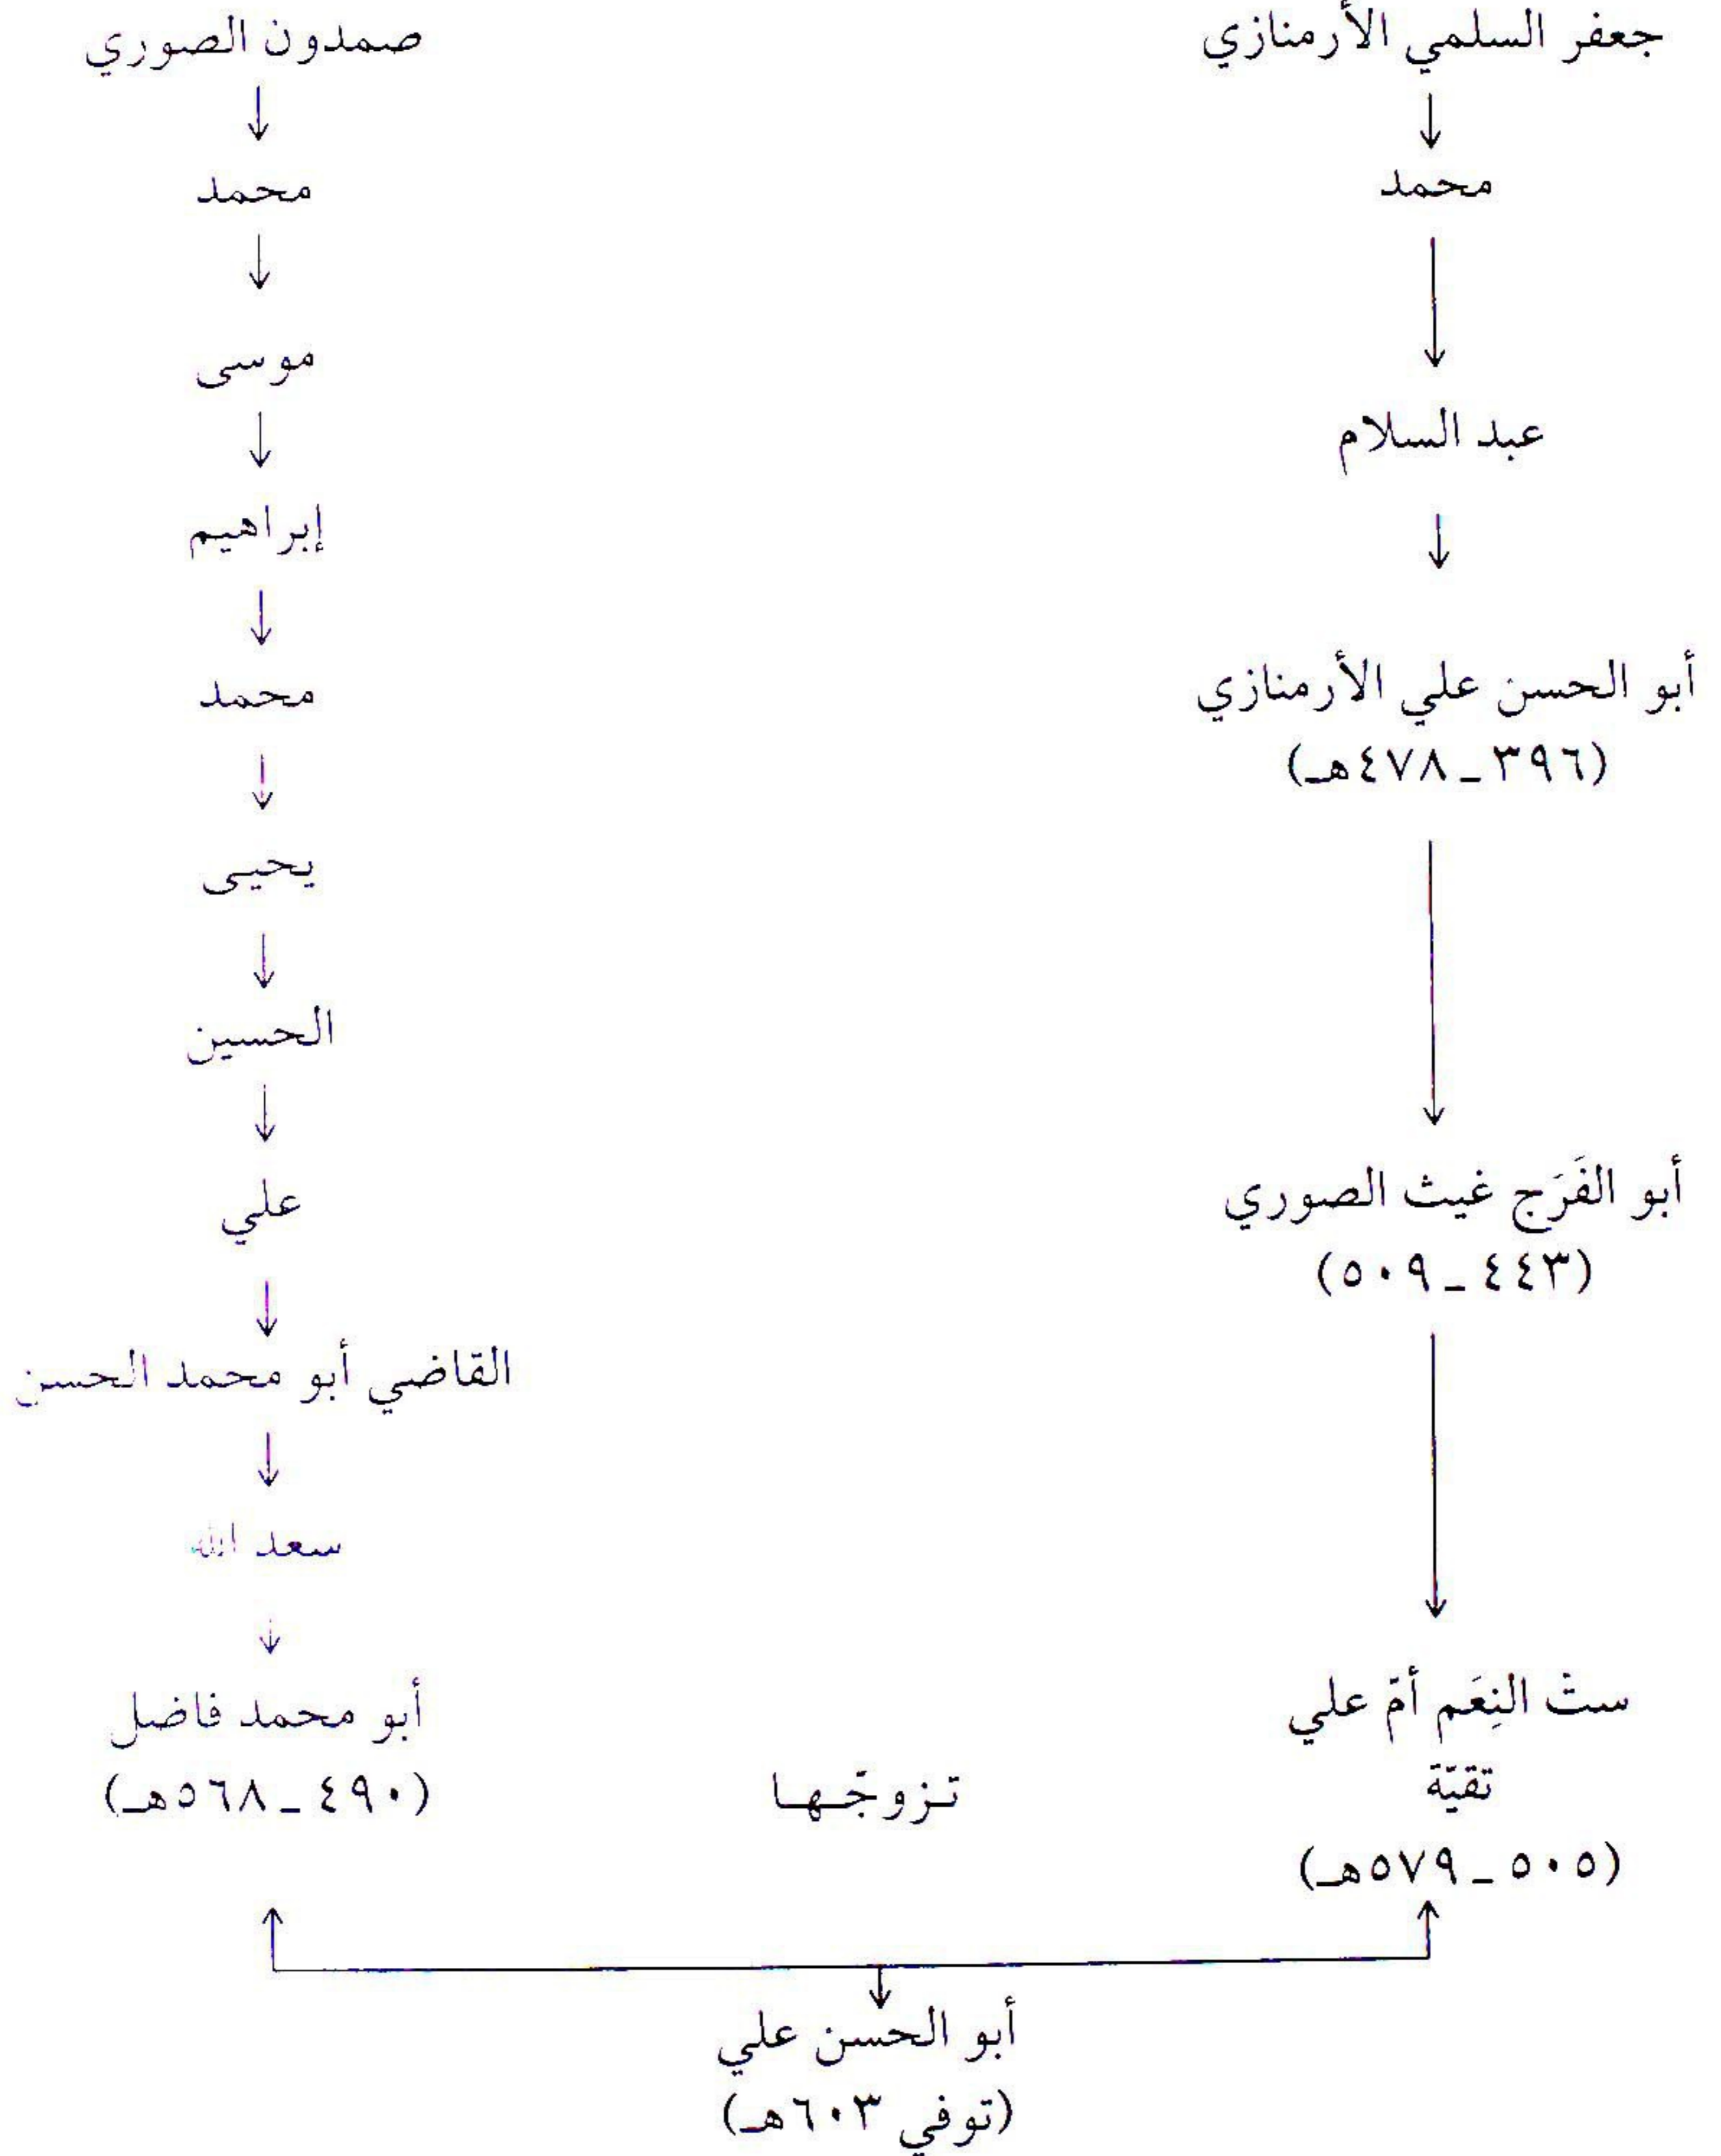 جعفر السلمي الأرمنازي
محمد
عبد السلام
أبو الحسن علي الأرمنازي
(٣٩٦ ـ ٤٧٨هـ)
أبو الفَرَج غيث الصوري
(٤٤٣ ـ ٥٠٩)
ستّ النِعَم أمّ علي
تقيّة
(٥٠٥ ـ ٥٧٩هـ)
تـزوجّـهـا
صمدون الصوري
محمد
موسى
إبراهيم
محمد
يحيى
الحسين
علي
القاضي أبو محمد الحسن
سعد الله
أبو محمد فاضل
(٤٩٠ ـ ٥٦٨هـ)
أبو الحسن علي
(توفي ٦٠٣هـ)